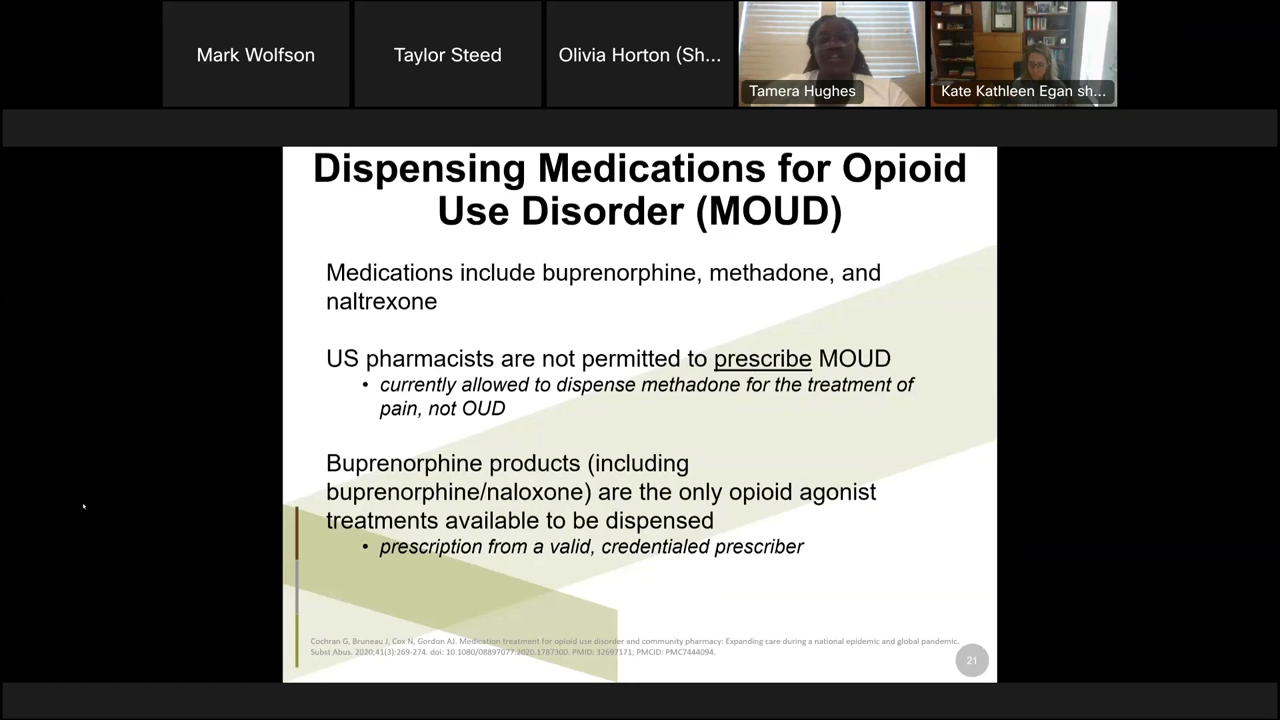 Mark Wolfson
Taylor Steed
Olivia Horton (Sh...
Tamera Hughes
Kate Kathleen Egan sh...
Dispensing Medications for Opioid
Use Disorder (MOUD)
Medications include buprenorphine, methadone, and
naltrexone
US pharmacists are not permitted to prescribe MOUD
• currently allowed to dispense methadone for the treatment of
pain, not OUD
Buprenorphine products (including
buprenorphine/naloxone) are the only opioid agonist
treatments available to be dispensed
• prescription from a valid, credentialed prescriber
Cochran G, Bruneau J, Cox N, Gordon AJ. Medication treatment for opioid use disorder and community pharmacy: Expanding care during a national epidemic and global pandemic.
Subst Abus. 2020;41(3):269-274. doi: 10.1080/08897077.2020.1787300. PMID: 32697171; PMCID: PMC7444094.
21